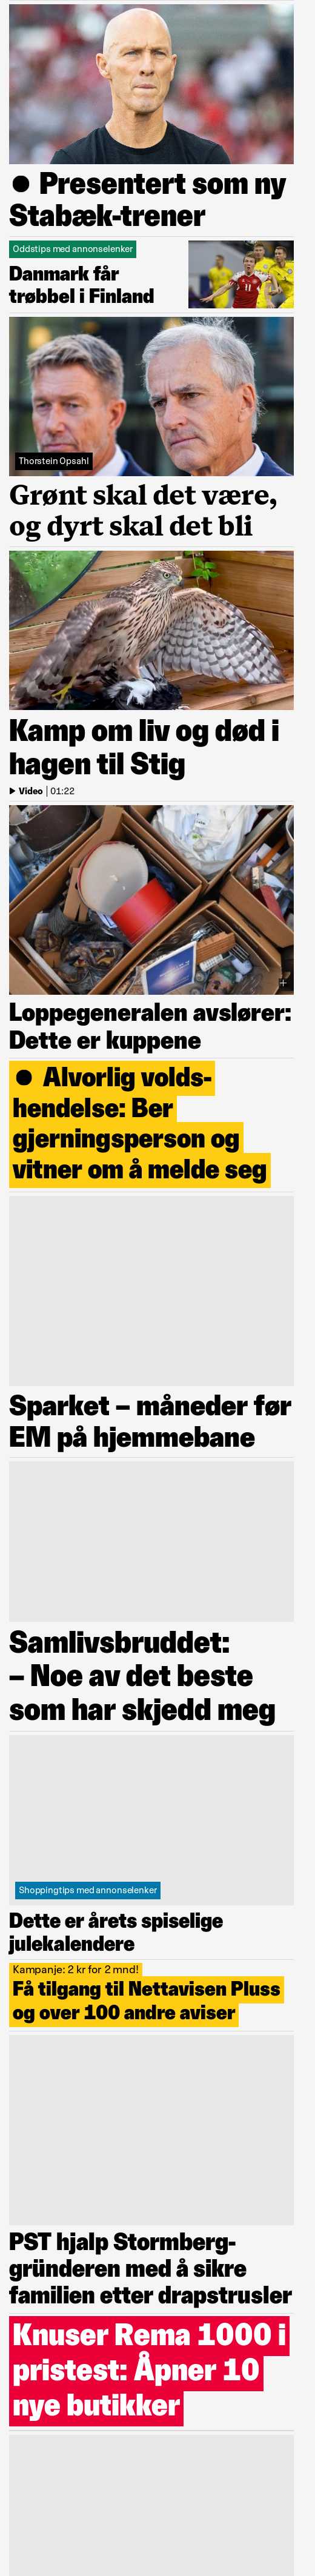 ● Presentert som ny
Stabæk-trener
Oddstips med annonselenker
Danmark får
trøbbel i Finland
11
Thorstein Opsahl
Grønt skal det være,
og dyrt skal det bli
Kamp om liv og død i
hagen til Stig
Video | 01:22
Loppegeneralen avslører:
Dette er kuppene
● Alvorlig volds-
hendelse: Ber
gjerningsperson og
vitner om å melde seg
Sparket – måneder før
EM på hjemmebane
Samlivsbruddet:
– Noe av det beste
som har skjedd meg
Shoppingtips med annonselenker
Dette er årets spiselige
julekalendere
Kampanje: 2 kr for 2 mnd!
Få tilgang til Nettavisen Pluss
og over 100 andre aviser
PST hjalp Stormberg-
gründeren med å sikre
familien etter drapstrusler
Knuser Rema 1000 i
pristest: Åpner 10
nye butikker